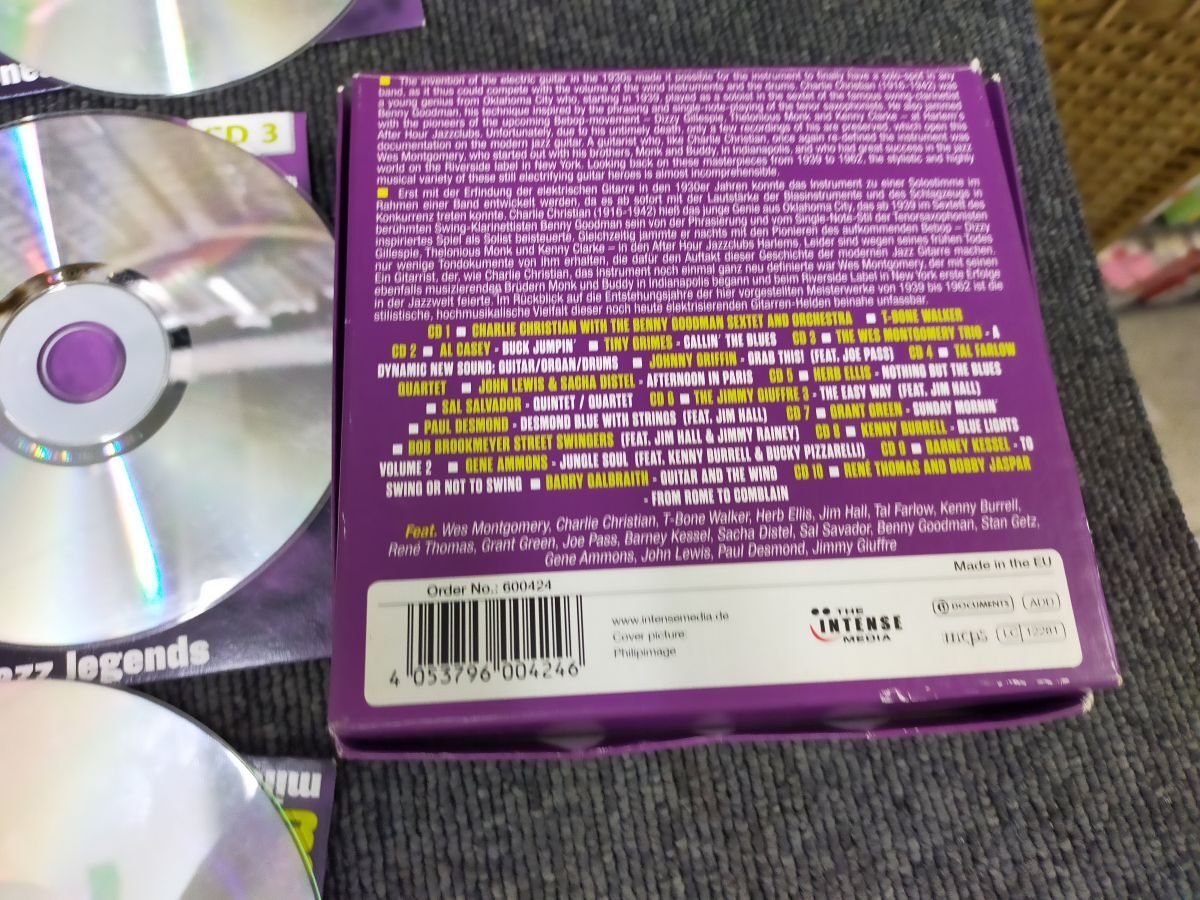 CD 3
azz legends
The invention of the electric guitar in the 1930s made it possible for the instrument to finally have a solo-spot in any
band, as it thus could compete with the volume of the wind instruments and the drums. Charlie Christian (1916-1942) was
a young genius from Oklahoma City who, starting in 1939, played as a soloist in the sextet of the famous clarinetist
Benny Goodman, his technique inspired by the phrasing and single-note playing of the tenor saxophonists. He also jammed
with the pioneers of the upcoming Bebop-movement – Dizzy Gillespie, Thelonious Monk and Kenny Clarke – at Harlem's
After Hour Jazzclubs. Unfortunately, due to his untimely death, only a few recordings of his are preserved, which open this
documentation on the modern jazz guitar. A guitarist who, like Charlie Christian, once again re-defined the instrument was
Wes Montgomery, who started out with his brothers, Monk and Buddy, in Indianapolis and who had great success in the jazz
world on the Riverside label in New York. Looking back on these masterpieces from 1939 to 1962, the stylistic and highly
musical variety of these still electrifying guitar heroes is almost incomprehensible.
Erst mit der Erfindung der elektrischen Gitarre in den 1930er Jahren konnte das Instrument zu einer Solostimme im
Rahmen einer Band entwickelt werden, da es ab sofort mit der Lautstärke der Blasinstrumente und des Schlagzeugs in
Konkurrenz treten konnte. Charlie Christian (1916-1942) hieß das junge Genie aus Oklahoma City, das ab 1939 im Sextett des
berühmten Swing-Klarinettisten Benny Goodman sein von der Phrasierung und vom Single-Note-Stil der Tenorsaxophonisten
inspiriertes Spiel als Solist beisteuerte. Gleichzeitig jammte er nachts mit den Pionieren des aufkommenden Bebop – Dizzy
Gillespie, Thelonious Monk und Kenny Clarke – in den After Hour Jazzclubs Harlems. Leider sind wegen seines frühen Todes
nur wenige Tondokumente von ihm erhalten, die dafür den Auftakt dieser Geschichte der modernen Jazz Gitarre machen.
Ein Gitarrist, der, wie Charlie Christian, das Instrument noch einmal ganz neu definierte war Wes Montgomery, der mit seinen
ebenfalls musizierenden Brüdern Monk und Buddy in Indianapolis begann und beim Riverside Label in New York erste Erfolge
in der Jazzwelt feierte. Im Rückblick auf die Entstehungsjahre der hier vorgestellten Meisterwerke von 1939 bis 1962 ist die
stilistische, hochmusikalische Vielfalt dieser noch heute elektrisierenden Gitarren-Helden beinahe unfassbar.
CD 1 ■ CHARLIE CHRISTIAN WITH THE BENNY GOODMAN SEXTET AND ORCHESTRA ■ T-BONE WALKER
CD 2 ■ AL CASEY - BUCK JUMPIN' ■ TINY GRIMES - CALLIN' THE BLUES CD 3 ■ THE WES MONTGOMERY TRIO - A
DYNAMIC NEW SOUND: GUITAR/ORGAN/DRUMS ■ JOHNNY GRIFFIN - GRAB THIS! (FEAT. JOE PASS) CD 4 ■ TAL FARLOW
QUARTET ■ JOHN LEWIS & SACHA DISTEL - AFTERNOON IN PARIS CD 5 ■ HERB ELLIS - NOTHING BUT THE BLUES
■ SAL SALVADOR - QUINTET / QUARTET CD 6 ■ THE JIMMY GIUFFRE 3 - THE EASY WAY (FEAT. JIM HALL)
■ PAUL DESMOND - DESMOND BLUE WITH STRINGS (FEAT. JIM HALL) CD 7 ■ GRANT GREEN - SUNDAY MORNIN'
■ BOB BROOKMEYER STREET SWINGERS (FEAT. JIM HALL & JIMMY RAINEY) CD 8 ■ KENNY BURRELL - BLUE LIGHTS
VOLUME 2 ■ GENE AMMONS - JUNGLE SOUL (FEAT. KENNY BURRELL & BUCKY PIZZARELLI) CD 9 ■ BARNEY KESSEL - TO
SWING OR NOT TO SWING ■ BARRY GALBRAITH - GUITAR AND THE WIND CD 10 ■ RENÉ THOMAS AND BOBBY JASPAR
- FROM ROME TO COMBLAIN
Feat. Wes Montgomery, Charlie Christian, T-Bone Walker, Herb Ellis, Jim Hall, Tal Farlow, Kenny Burrell,
René Thomas, Grant Green, Joe Pass, Barney Kessel, Sacha Distel, Sal Savador, Benny Goodman, Stan Getz,
Gene Ammons, John Lewis, Paul Desmond, Jimmy Giuffre
Made in the EU
Order No.: 600424
4 053796 004246
www.intensemedia.de
Cover picture:
Philipimage
THE
INTENSE
MEDIA
DOCUMENTS ADD
mcps LC 12281